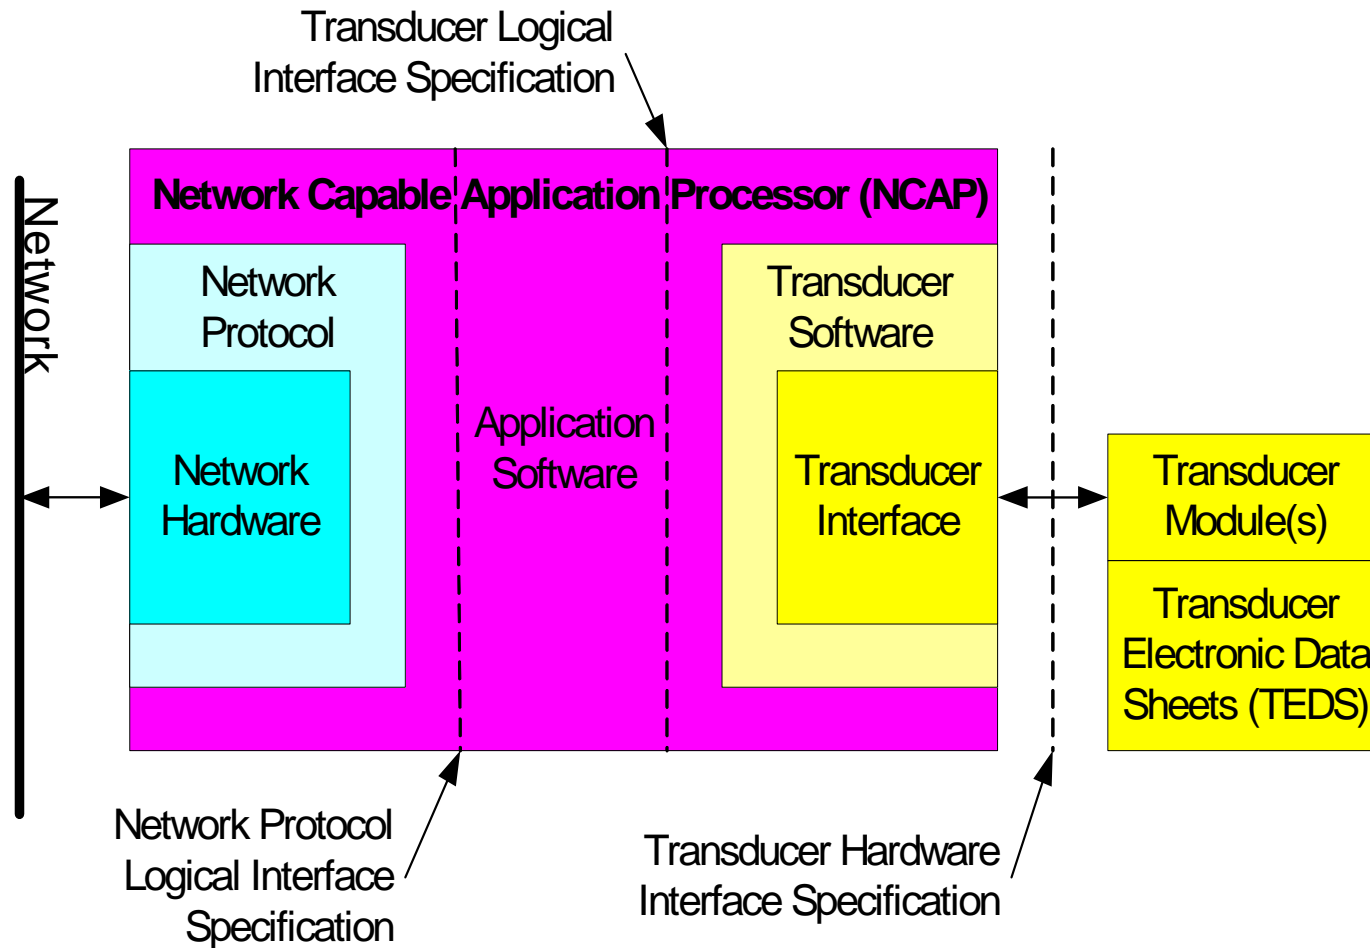 Transducer Logical
Interface Specification
Network Capable Application Processor (NCAP)
Network
Network
Protocol
Transducer
Software
Application
Software
Network
Hardware
Transducer
Interface
Transducer
Module(s)
Transducer
Electronic Data
Sheets (TEDS)
Network Protocol
Logical Interface
Specification
Transducer Hardware
Interface Specification